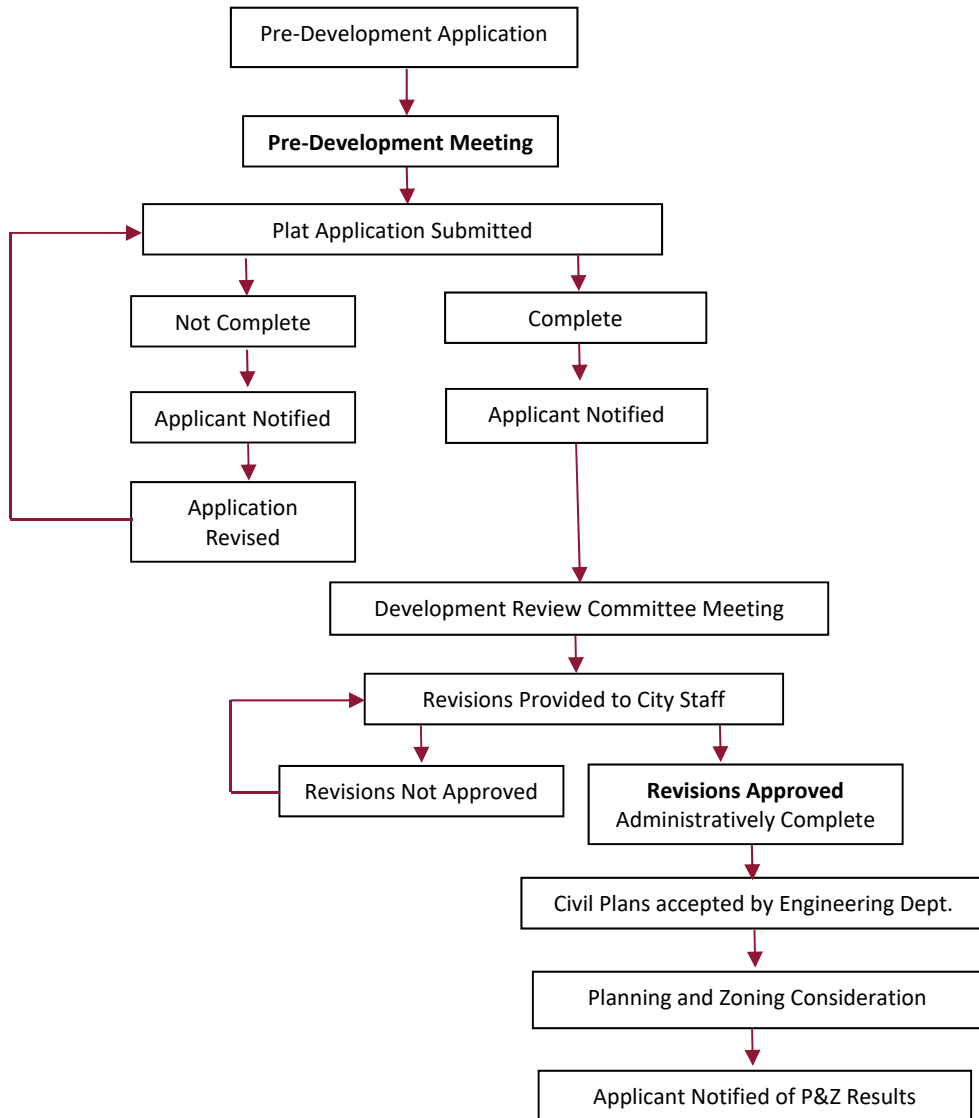 Pre-Development Application
Pre-Development Meeting
Plat Application Submitted
Not Complete
Complete
Applicant Notified
Applicant Notified
Application
Revised
Development Review Committee Meeting
Revisions Provided to City Staff
Revisions Not Approved
Revisions Approved
Administratively Complete
Civil Plans accepted by Engineering Dept.
Planning and Zoning Consideration
Applicant Notified of P&Z Results